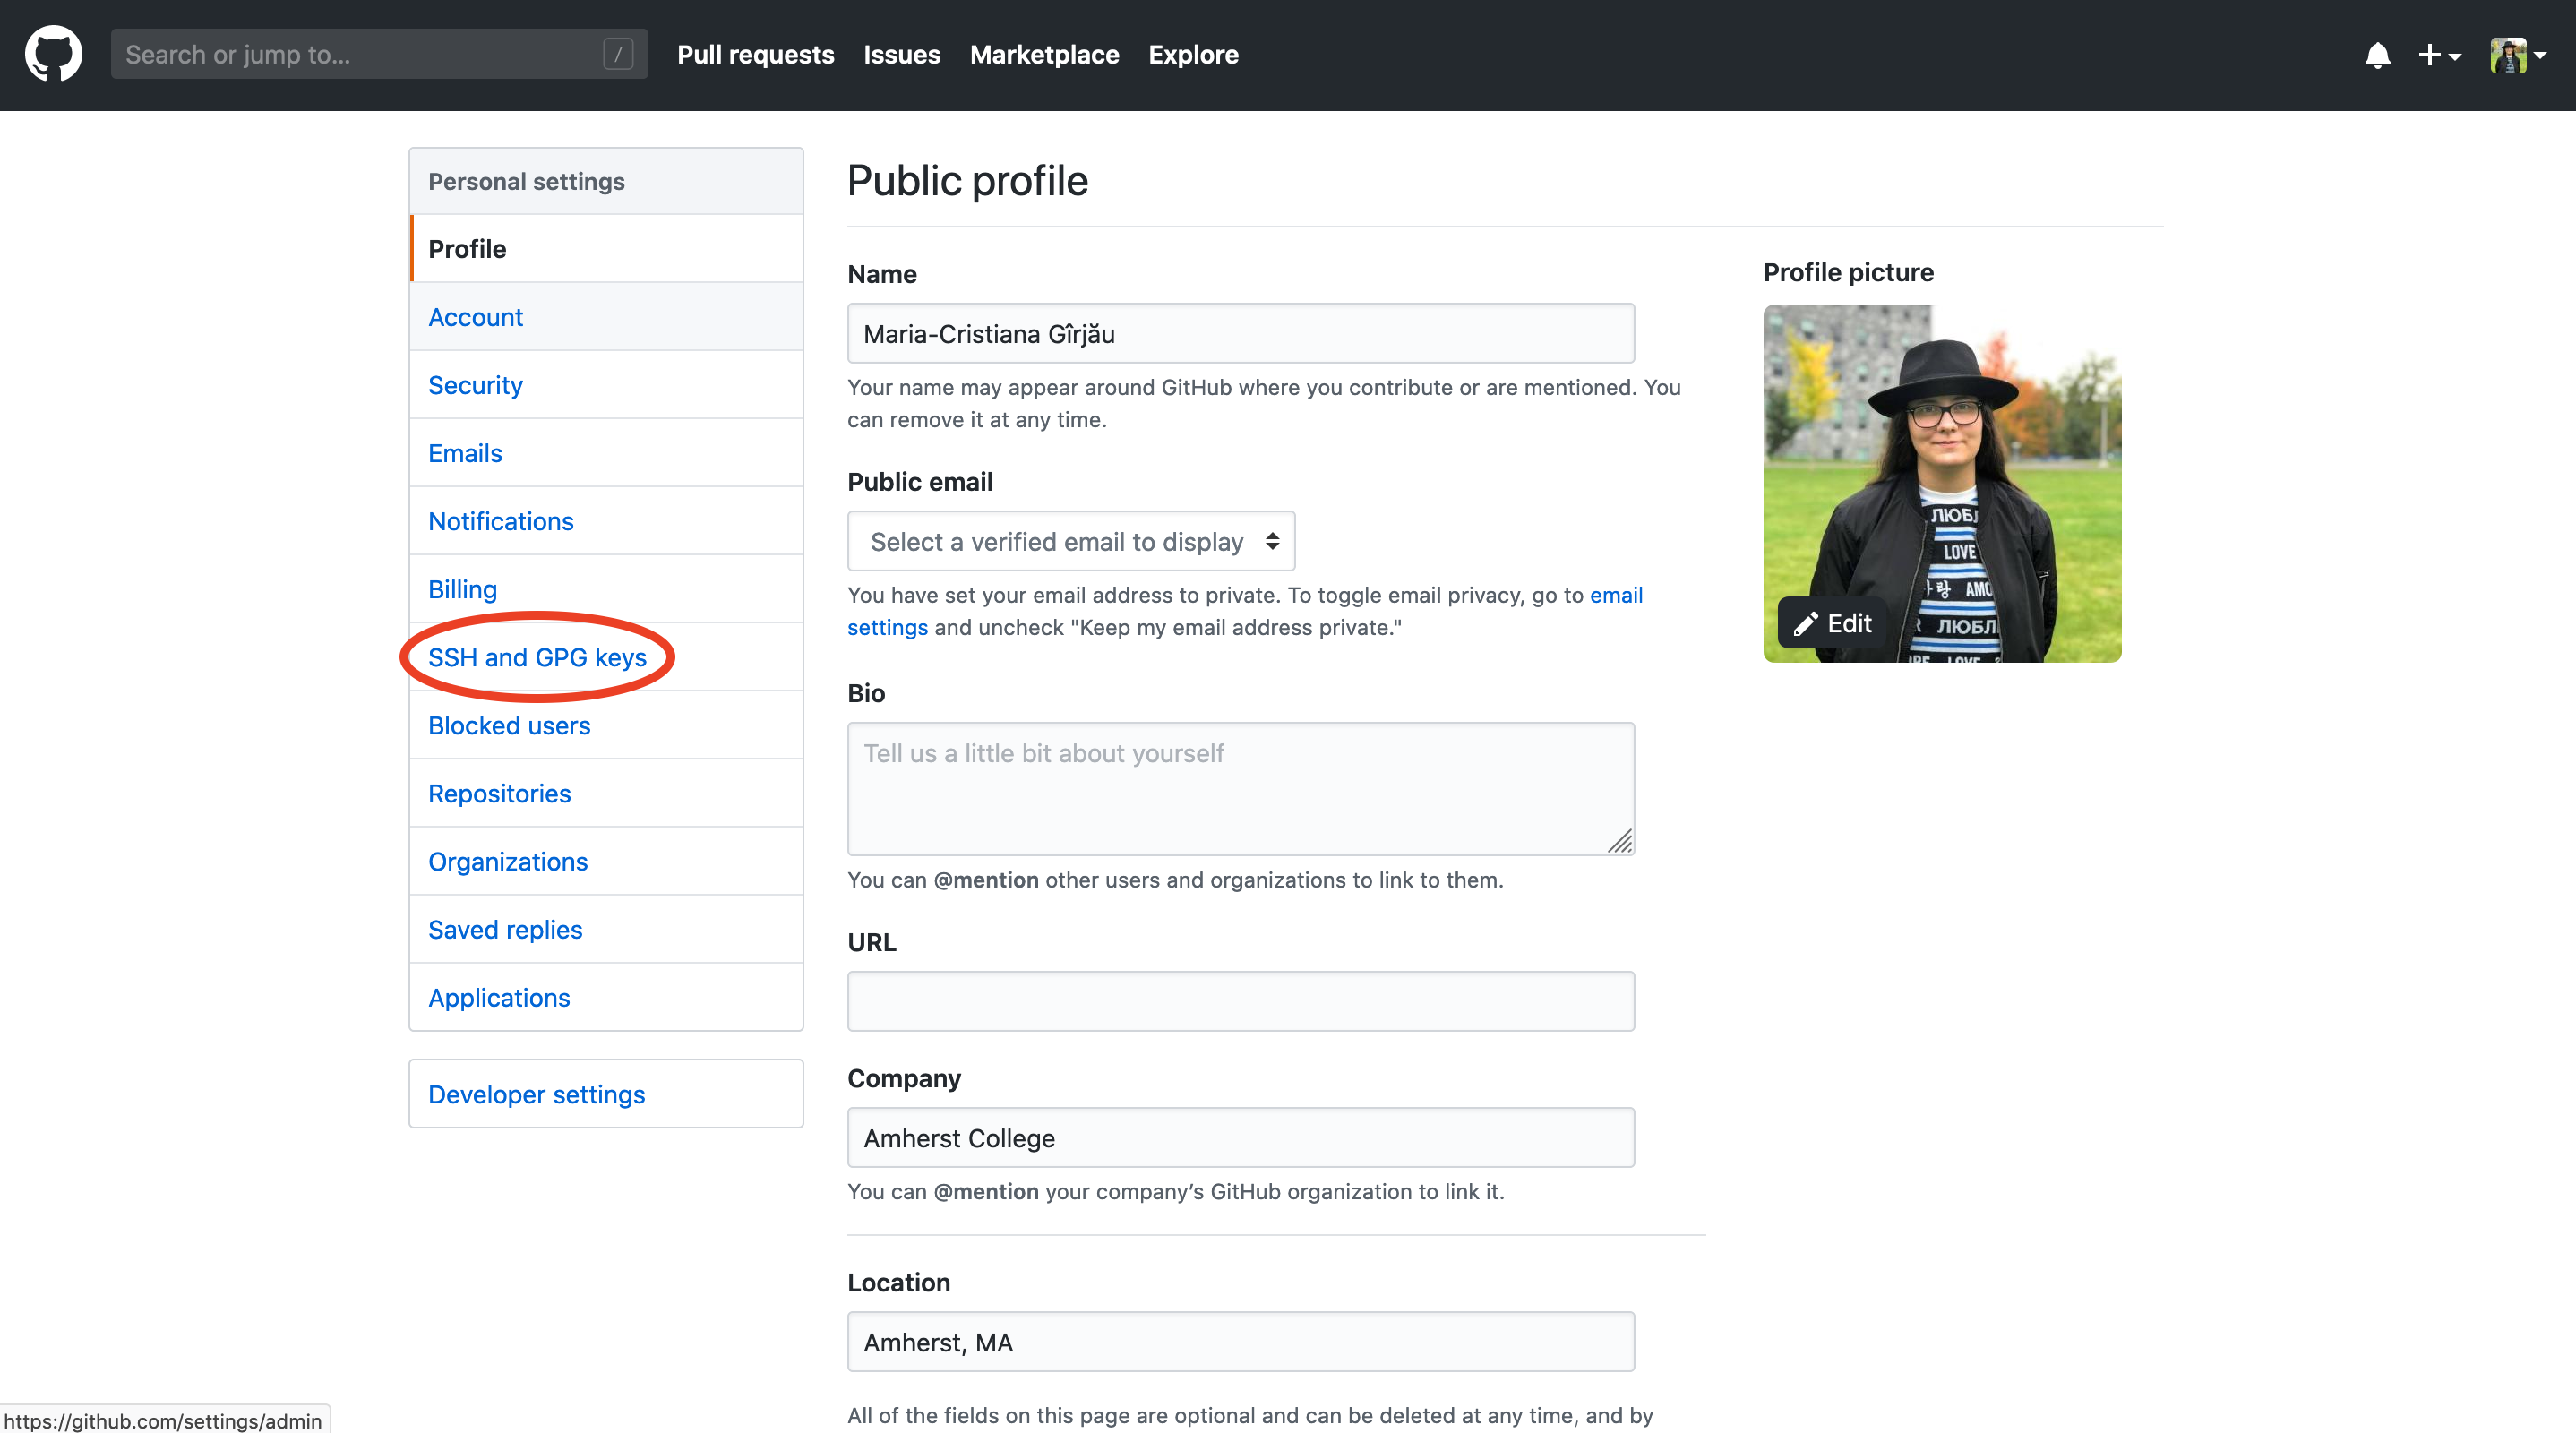 Search or jump to...
/
Pull requests
Issues
Marketplace
Explore
Personal settings
Profile
Account
Security
Emails
Notifications
Billing
SSH and GPG keys
Blocked users
Repositories
Organizations
Saved replies
Applications
Developer settings
Public profile
Name
Maria-Cristiana Gîrjău
Your name may appear around GitHub where you contribute or are mentioned. You
can remove it at any time.
Public email
Select a verified email to display
You have set your email address to private. To toggle email privacy, go to email
settings and uncheck "Keep my email address private."
Bio
Tell us a little bit about yourself
You can @mention other users and organizations to link to them.
URL
Company
Amherst College
You can @mention your company’s GitHub organization to link it.
Location
Amherst, MA
All of the fields on this page are optional and can be deleted at any time, and by
Profile picture
ЛЮБ
LOVE
랑 AMO
ЛЮБЛ
LOVE
Edit
https://github.com/settings/admin